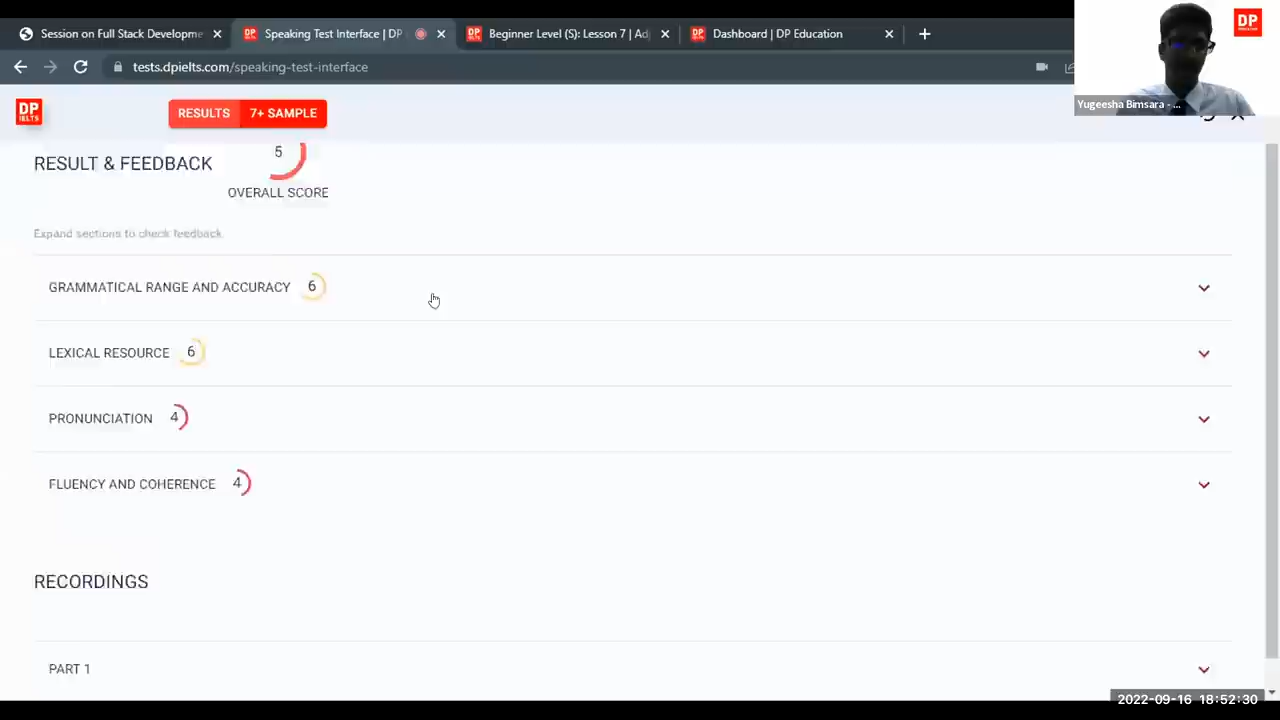 Session on Full Stack Developme
Speaking Test Interface | DP
Beginner Level (S): Lesson 7 | Ad
Dashboard | DP Education
DP
tests.dpielts.com/speaking-test-interface
Yugeesha Bimsara - ...
DP
IELTS
RESULTS
7+ SAMPLE
RESULT & FEEDBACK
5
OVERALL SCORE
Expand sections to check feedback
GRAMMATICAL RANGE AND ACCURACY 6
LEXICAL RESOURCE 6
PRONUNCIATION 4
FLUENCY AND COHERENCE 4
RECORDINGS
PART 1
2022-09-16 18:52:30